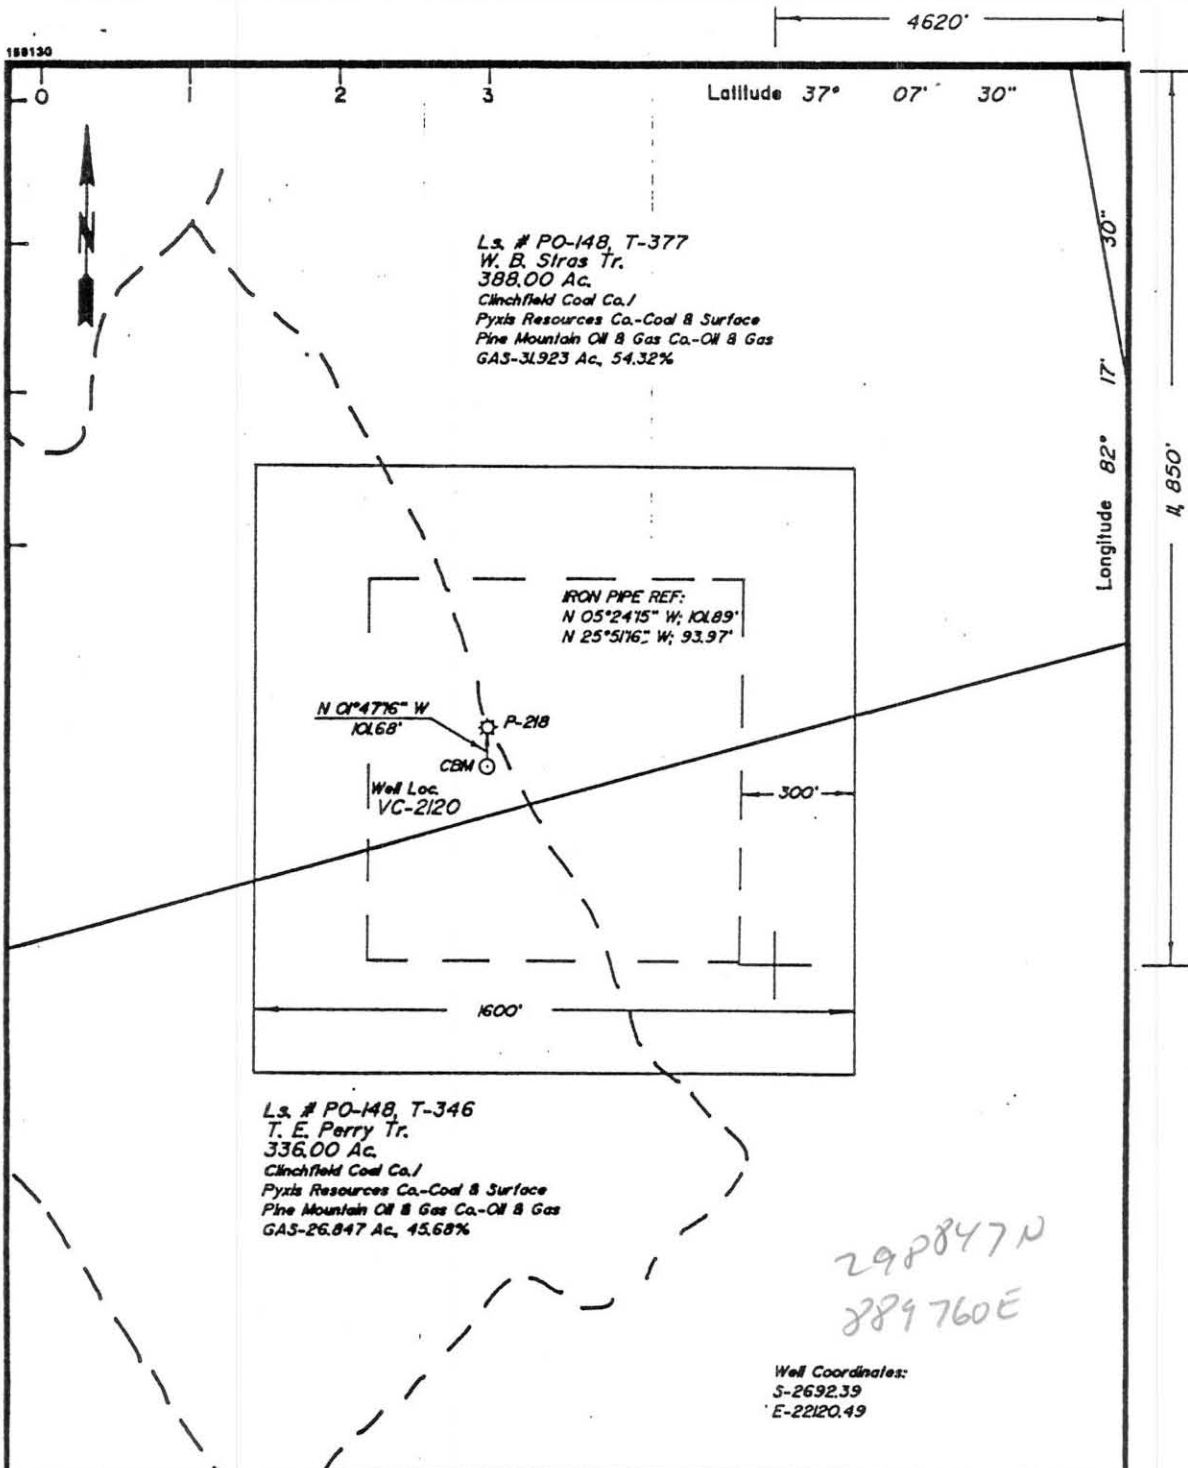 4620'
0 1 2 3 Latitude 37° 07' 30"
N
Ls. # PO-148, T-377
W. B. Stras Tr.
388.00 Ac.
Clinchfield Coal Co./
Pyxis Resources Co.-Coal & Surface
Pine Mountain Oil & Gas Co.-Oil & Gas
GAS-31.923 Ac., 54.32%
Longitude 82° 17' 30"
11,850'
IRON PIPE REF:
N 05°24'15" W; 101.89'
N 25°51'16" W; 93.97'
N 01°47'16" W
101.68'
P-218
CBM
Well Loc.
VC-2120
300'
1600'
Ls. # PO-148, T-346
T. E. Perry Tr.
336.00 Ac.
Clinchfield Coal Co./
Pyxis Resources Co.-Coal & Surface
Pine Mountain Oil & Gas Co.-Oil & Gas
GAS-26.847 Ac., 45.68%
298847N
889760E
Well Coordinates:
S-2692.39
E-22120.49